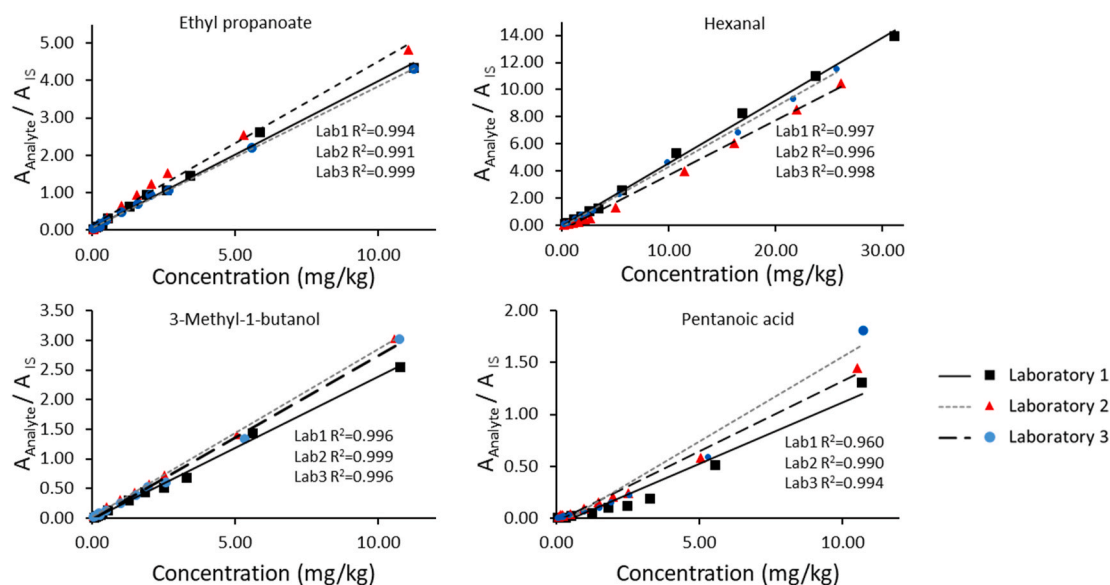 Ethyl propanoate
A Analyte / A IS
5.00
4.00
3.00
2.00
1.00
0.00
Lab1 R²=0.994
Lab2 R²=0.991
Lab3 R²=0.999
0.00 5.00 10.00
Concentration (mg/kg)
Hexanal
A Analyte / A IS
14.00
12.00
10.00
8.00
6.00
4.00
2.00
0.00
Lab1 R²=0.997
Lab2 R²=0.996
Lab3 R²=0.998
0.00 10.00 20.00 30.00
Concentration (mg/kg)
3-Methyl-1-butanol
A Analyte / A IS
3.50
3.00
2.50
2.00
1.50
1.00
0.50
0.00
Lab1 R²=0.996
Lab2 R²=0.999
Lab3 R²=0.996
0.00 5.00 10.00
Concentration (mg/kg)
Pentanoic acid
A Analyte / A IS
2.00
1.50
1.00
0.50
0.00
Lab1 R²=0.960
Lab2 R²=0.990
Lab3 R²=0.994
0.00 5.00 10.00
Concentration (mg/kg)
Laboratory 1
Laboratory 2
Laboratory 3